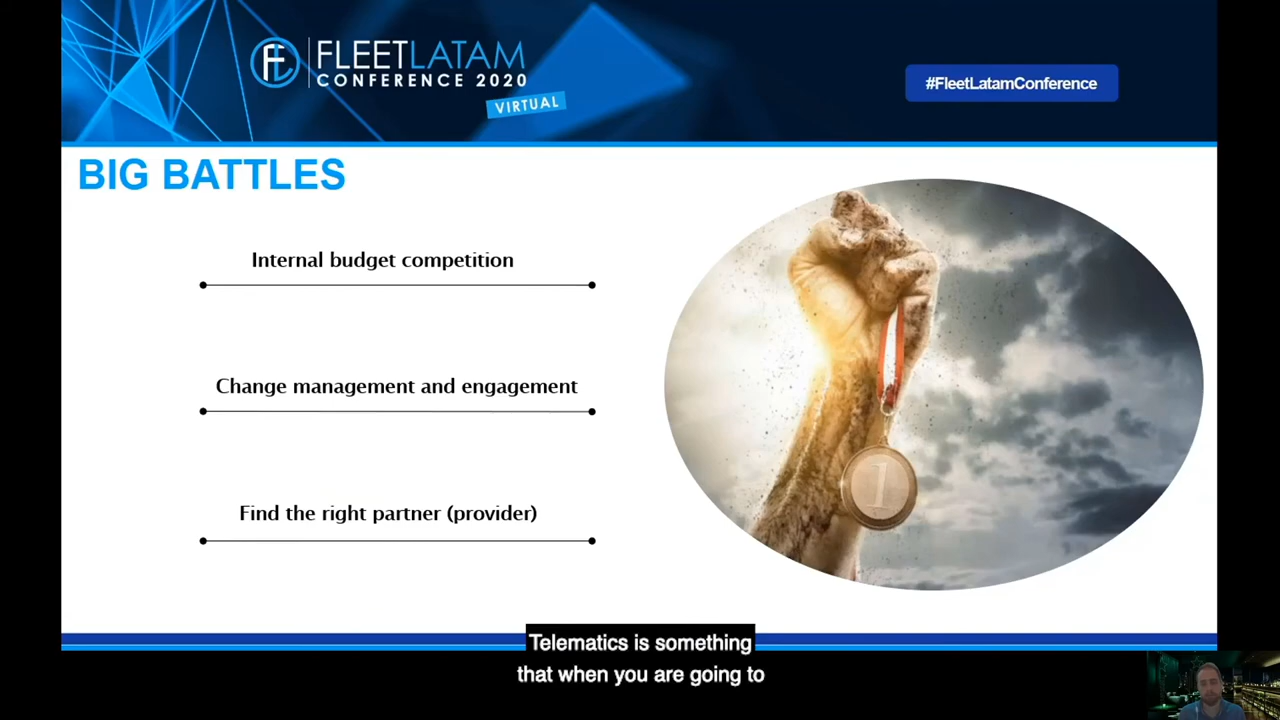 FLEETLATAM
CONFERENCE 2020
VIRTUAL
#FleetLatamConference
BIG BATTLES
Internal budget competition
Change management and engagement
Find the right partner (provider)
1
Telematics is something
that when you are going to